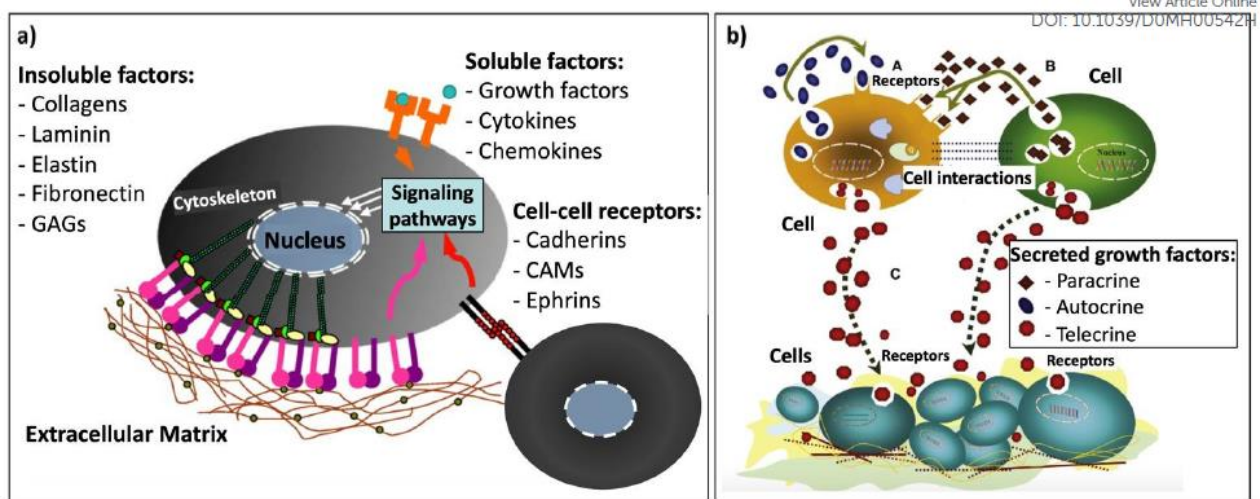 View Article Online
DOI: 10.1039/D0MH00542H
a)
Insoluble factors:
- Collagens
- Laminin
- Elastin
- Fibronectin
- GAGs
Soluble factors:
- Growth factors
- Cytokines
- Chemokines
Cytoskeleton
Signaling
pathways
Nucleus
Cell-cell receptors:
- Cadherins
- CAMs
- Ephrins
Extracellular Matrix
b)
A
Receptors
B
Cell
Nucleus
Cell interactions
Cell
C
Secreted growth factors:
- Paracrine
- Autocrine
- Telecrine
Cells
Receptors
Receptors